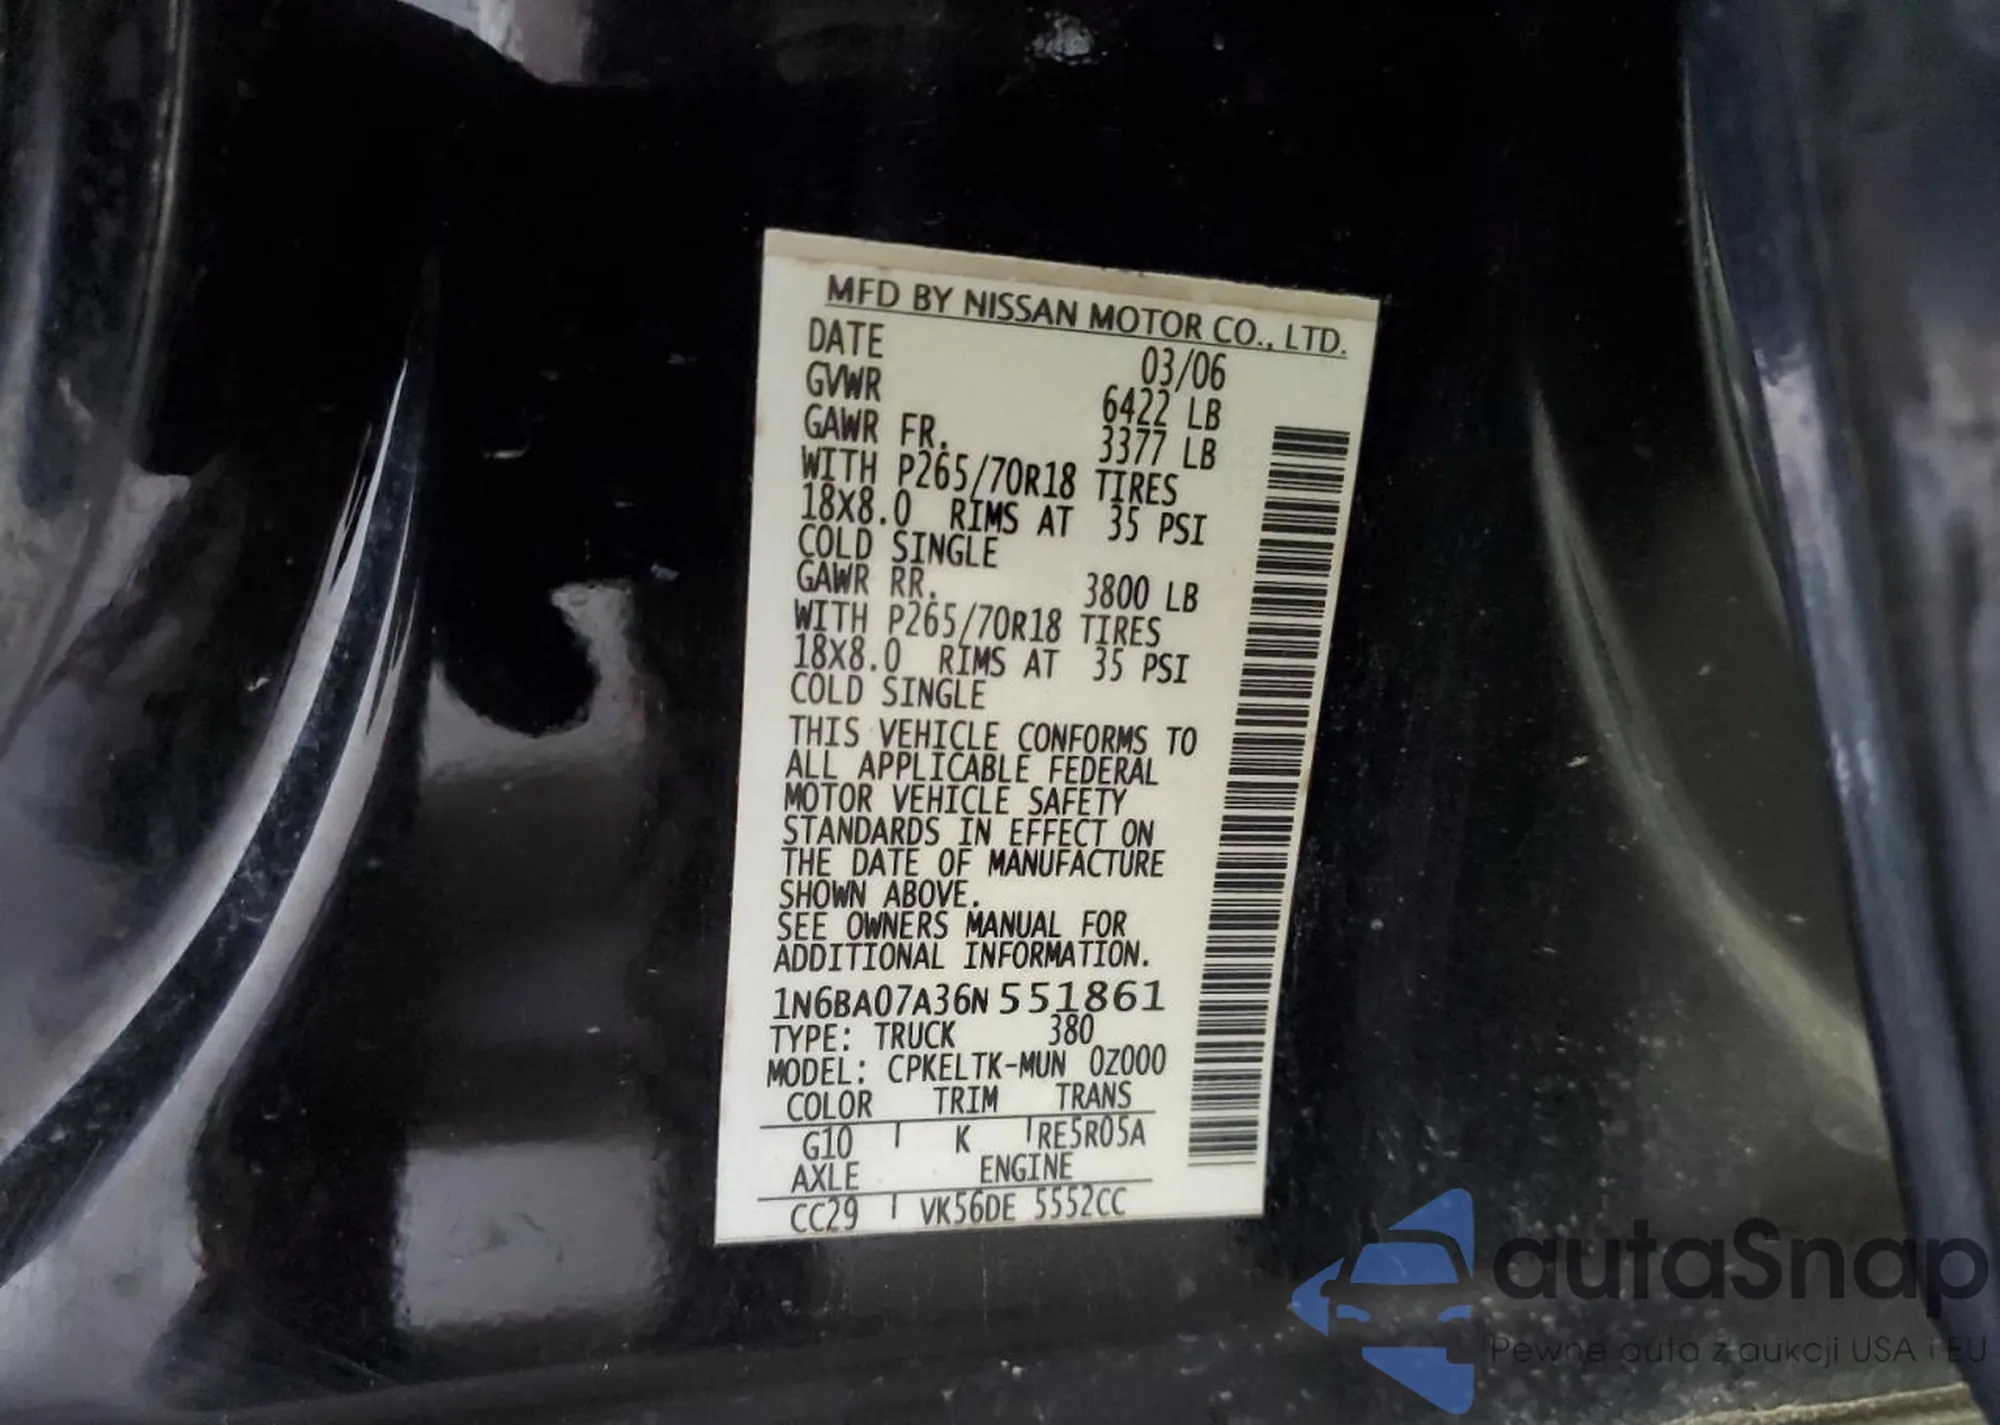 MFD BY NISSAN MOTOR CO., LTD.
DATE 03/06
GVWR 6422 LB
GAWR FR. 3377 LB
WITH P265/70R18 TIRES
18X8.0 RIMS AT 35 PSI
COLD SINGLE
GAWR RR. 3800 LB
WITH P265/70R18 TIRES
18X8.0 RIMS AT 35 PSI
COLD SINGLE
THIS VEHICLE CONFORMS TO
ALL APPLICABLE FEDERAL
MOTOR VEHICLE SAFETY
STANDARDS IN EFFECT ON
THE DATE OF MANUFACTURE
SHOWN ABOVE.
SEE OWNERS MANUAL FOR
ADDITIONAL INFORMATION.
1N6BA07A36N551861
TYPE: TRUCK 380
MODEL: CPKELTK-MUN 0Z000
COLOR TRIM TRANS
G10 K RE5R05A
AXLE ENGINE
CC29 VK56DE 5552CC
autaSnap
Pewne auta z aukcji USA i EU